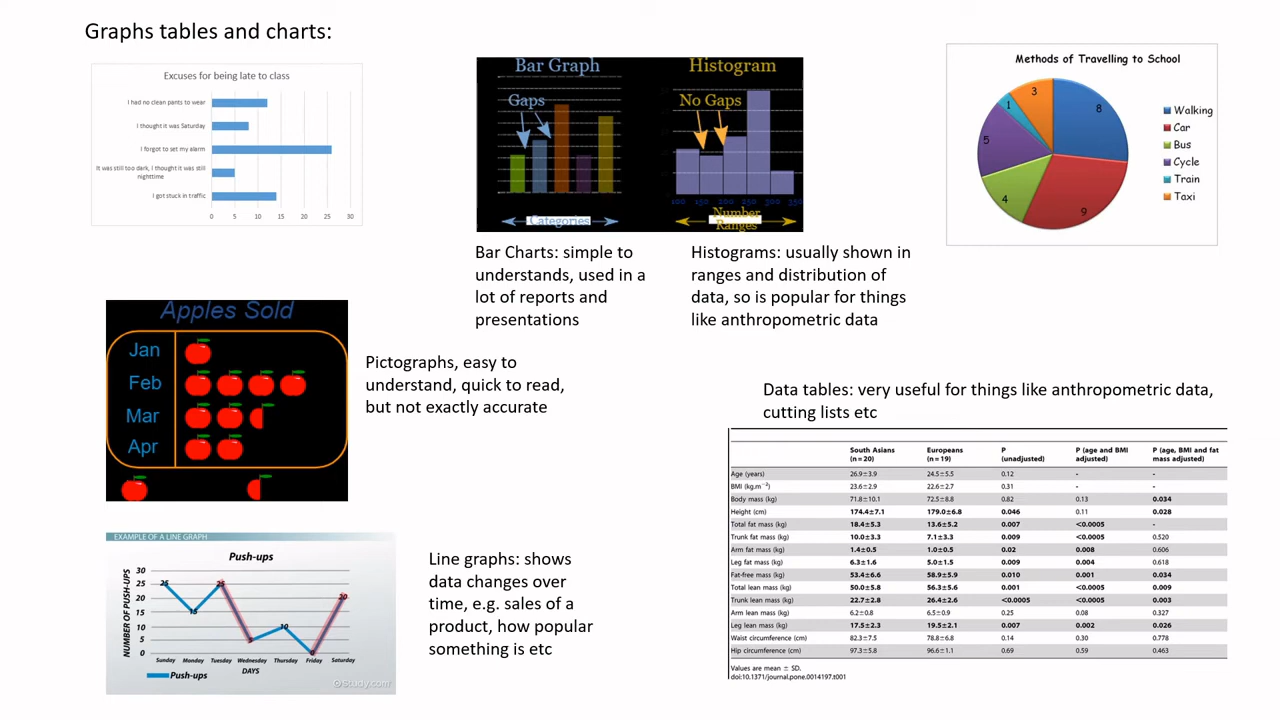 Graphs tables and charts:
Excuses for being late to class
I had no clean pants to wear
I thought it was Saturday
I forgot to set my alarm
It was still too dark, I thought it was still
nighttime
I got stuck in traffic
0 5 10 15 20 25 30
Bar Graph
Gaps
Categories
Histogram
No Gaps
100 150 200 250 300 350
Number
Ranges
Methods of Travelling to School
8
9
4
5
1
3
Walking
Car
Bus
Cycle
Train
Taxi
Bar Charts: simple to
understands, used in a
lot of reports and
presentations
Histograms: usually shown in
ranges and distribution of
data, so is popular for things
like anthropometric data
Apples Sold
Jan
Feb
Mar
Apr
Pictographs, easy to
understand, quick to read,
but not exactly accurate
Data tables: very useful for things like anthropometric data,
cutting lists etc
South Asians (n = 20) Europeans (n = 19) P (unadjusted) P (age and BMI adjusted) P (age, BMI and fat mass adjusted)
Age (years) 26.9±3.9 24.5±5.5 0.12 - -
BMI (kg.m⁻²) 23.6±2.9 22.6±2.7 0.31 - -
Body mass (kg) 71.8±10.1 72.5±8.8 0.82 0.13 0.034
Height (cm) 174.4±7.1 179.0±6.8 0.046 0.11 0.028
Total fat mass (kg) 18.4±5.3 13.6±5.2 0.007 <0.0005 -
Trunk fat mass (kg) 10.0±3.3 7.1±3.3 0.009 <0.0005 0.520
Arm fat mass (kg) 1.4±0.5 1.0±0.5 0.02 0.008 0.606
Leg fat mass (kg) 6.3±1.6 5.0±1.5 0.009 0.004 0.618
Fat-free mass (kg) 53.4±6.6 58.9±5.9 0.010 0.001 0.034
Total lean mass (kg) 50.0±5.8 56.3±5.6 0.001 <0.0005 0.009
Trunk lean mass (kg) 22.7±2.8 26.4±2.6 <0.0005 <0.0005 0.003
Arm lean mass (kg) 6.2±0.8 6.5±0.9 0.25 0.08 0.327
Leg lean mass (kg) 17.5±2.3 19.5±2.1 0.007 0.002 0.026
Waist circumference (cm) 82.3±7.5 78.8±6.8 0.14 0.30 0.778
Hip circumference (cm) 97.3±5.8 96.6±1.1 0.69 0.59 0.463
Values are mean ± SD.
doi:10.1371/journal.pone.0014197.t001
EXAMPLE OF A LINE GRAPH
Push-ups
NUMBER OF PUSH-UPS
30
25
20
15
10
5
0
25 15 25 5 10 0 20
Sunday Monday Tuesday Wednesday Thursday Friday Saturday
DAYS
Push-ups
Study.com
Line graphs: shows
data changes over
time, e.g. sales of a
product, how popular
something is etc